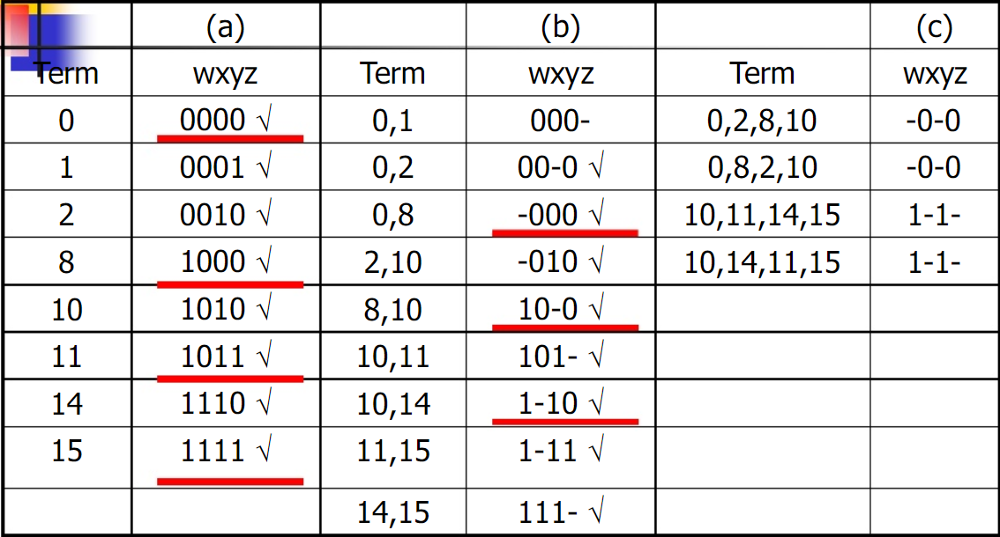 (a) (b) (c)
Term wxyz Term wxyz Term wxyz
0 0000 √ 0,1 000- 0,2,8,10 -0-0
1 0001 √ 0,2 00-0 √ 0,8,2,10 -0-0
2 0010 √ 0,8 -000 √ 10,11,14,15 1-1-
8 1000 √ 2,10 -010 √ 10,14,11,15 1-1-
10 1010 √ 8,10 10-0 √
11 1011 √ 10,11 101- √
14 1110 √ 10,14 1-10 √
15 1111 √ 11,15 1-11 √
14,15 111- √